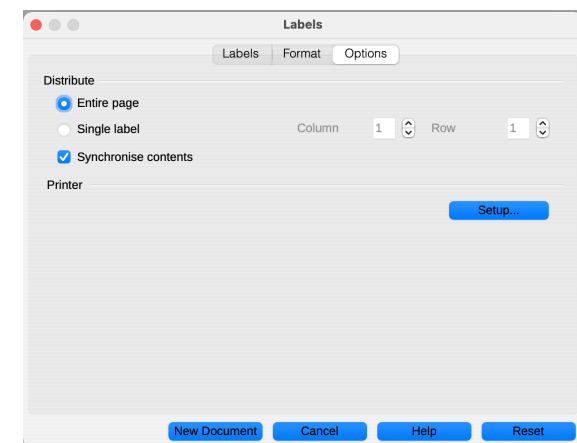 Labels
Labels Format Options
Distribute
Entire page
Single label Column 1 Row 1
Synchronise contents
Printer
Setup...
New Document Cancel Help Reset